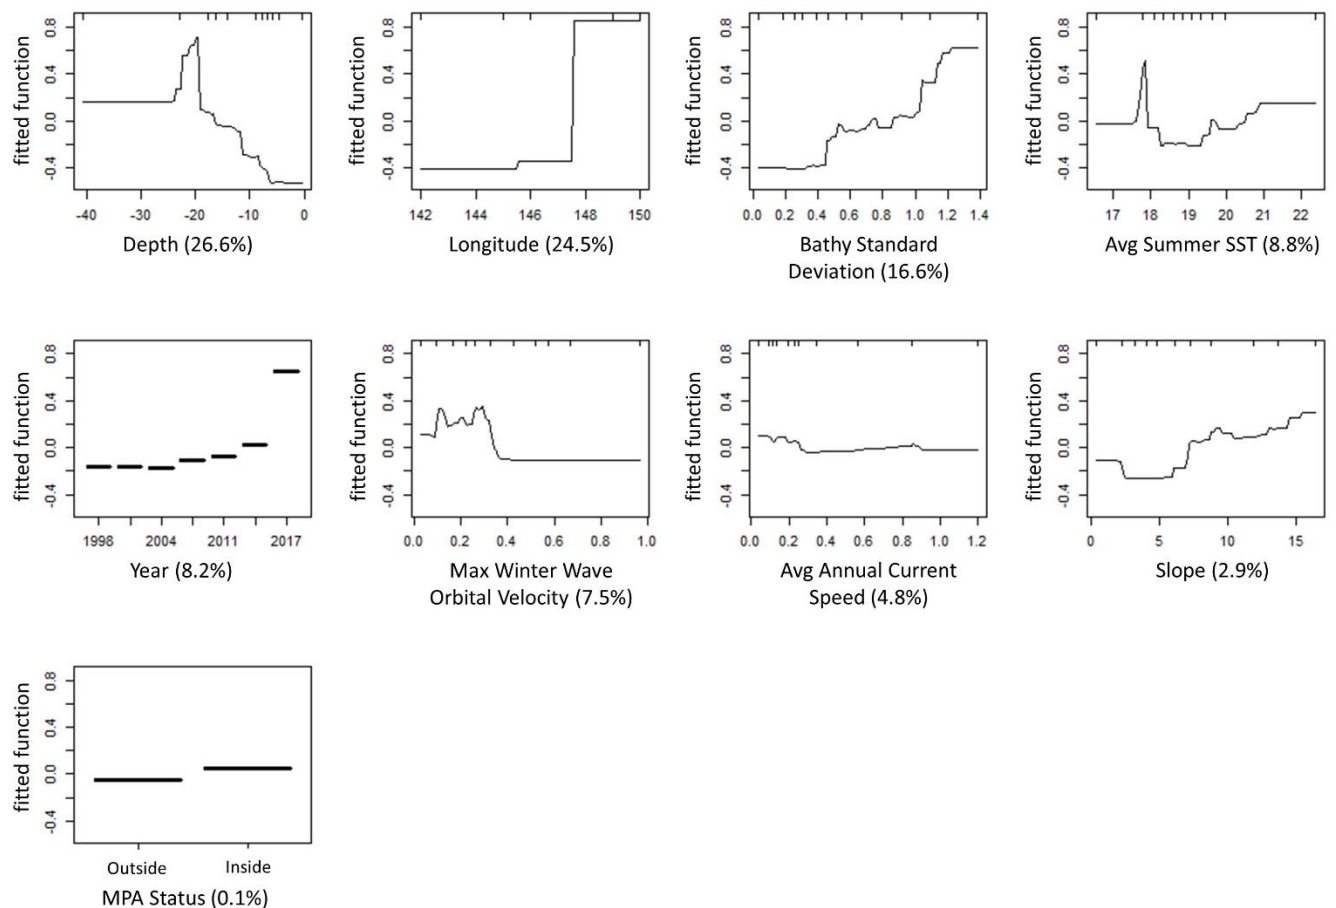 fitted function
0.8
0.4
0.0
-0.4
-40 -30 -20 -10 0
Depth (26.6%)
fitted function
0.8
0.4
0.0
-0.4
142 144 146 148 150
Longitude (24.5%)
fitted function
0.8
0.4
0.0
-0.4
0.0 0.2 0.4 0.6 0.8 1.0 1.2 1.4
Bathy Standard
Deviation (16.6%)
fitted function
0.8
0.4
0.0
-0.4
17 18 19 20 21 22
Avg Summer SST (8.8%)
fitted function
0.8
0.4
0.0
-0.4
1998 2004 2011 2017
Year (8.2%)
fitted function
0.8
0.4
0.0
-0.4
0.0 0.2 0.4 0.6 0.8 1.0
Max Winter Wave
Orbital Velocity (7.5%)
fitted function
0.8
0.4
0.0
-0.4
0.0 0.2 0.4 0.6 0.8 1.0 1.2
Avg Annual Current
Speed (4.8%)
fitted function
0.8
0.4
0.0
-0.4
0 5 10 15
Slope (2.9%)
fitted function
0.8
0.4
0.0
-0.4
Outside Inside
MPA Status (0.1%)